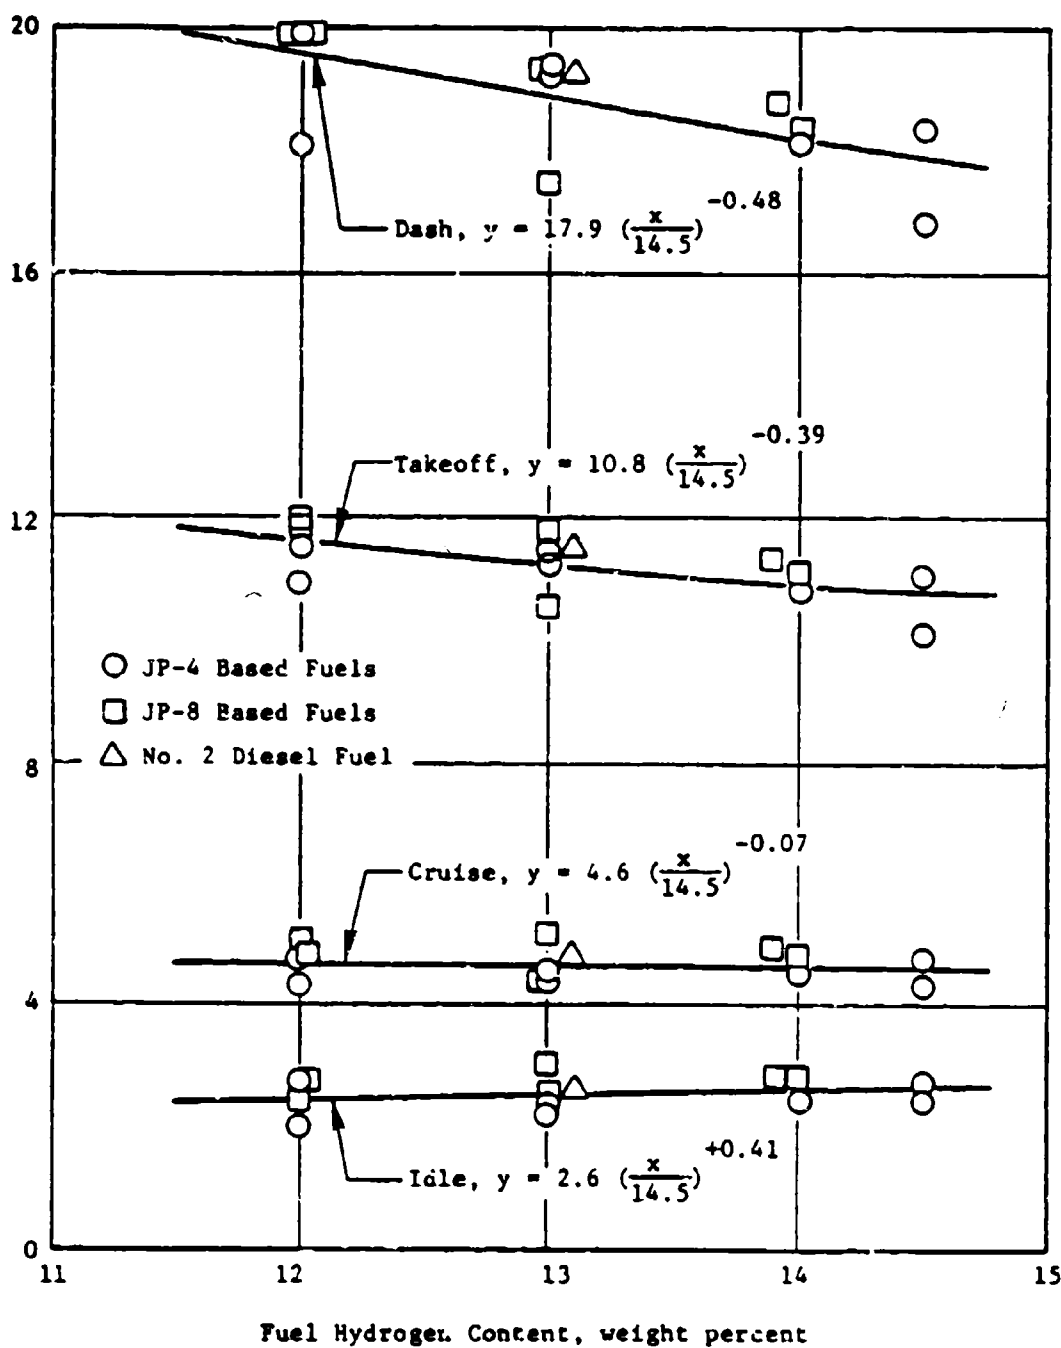 20
Dash, y = 17.9 (x/14.5)^-0.48
16
Takeoff, y = 10.8 (x/14.5)^-0.39
12
○ JP-4 Based Fuels
□ JP-8 Based Fuels
△ No. 2 Diesel Fuel
8
Cruise, y = 4.6 (x/14.5)^-0.07
4
Idle, y = 2.6 (x/14.5)^+0.41
0
11 12 13 14 15
Fuel Hydrogen Content, weight percent